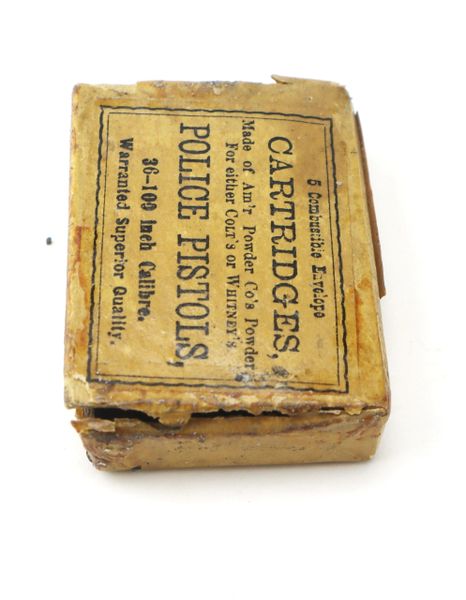 5 Combustible Envelope
CARTRIDGES,
Made of Am'r Powder Co's Powder
For either COLT'S or WHITNEY'S
POLICE PISTOLS,
36-100 inch Calibre.
Warranted Superior Quality.